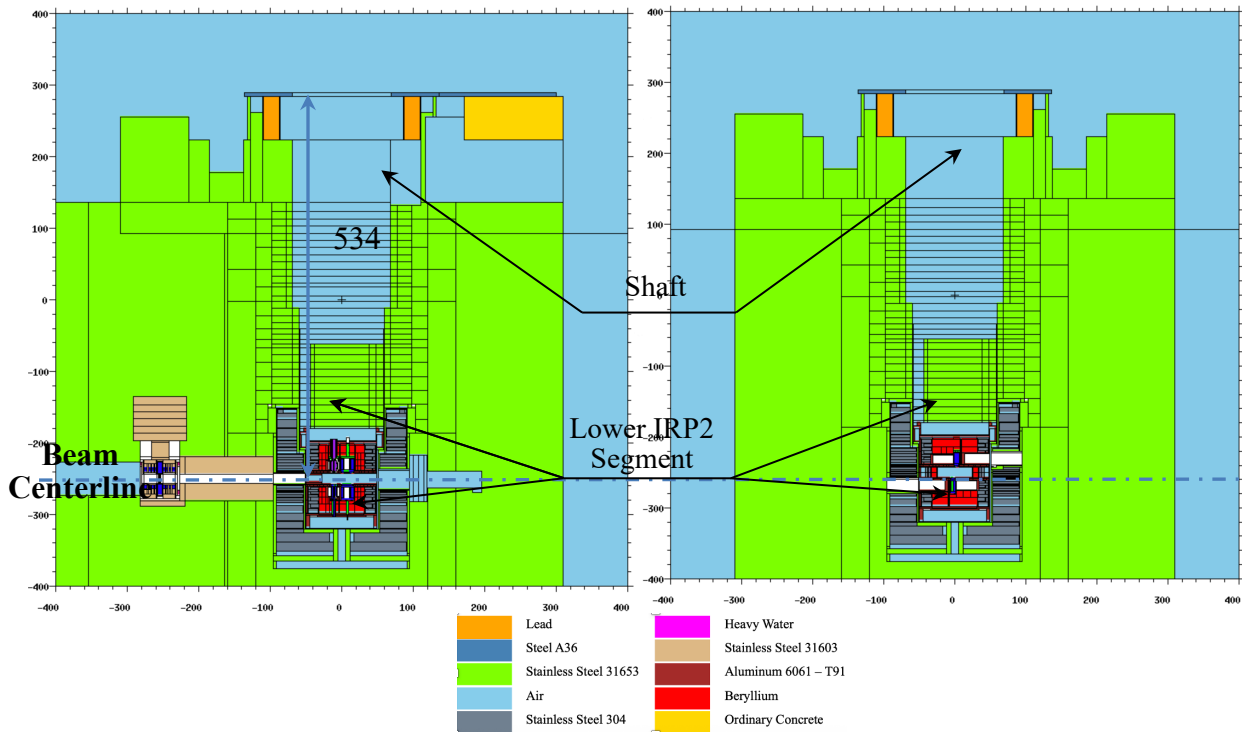 400
300
200
100
0
−100
−200
−300
−400
−400
−300
−200
−100
0
100
200
300
400
400
300
200
100
0
−100
−200
−300
−400
−400
−300
−200
−100
0
100
200
300
400
534
Shaft
Lower IRP2
Segment
Beam
Centerline
Lead
Steel A36
Stainless Steel 31653
Air
Stainless Steel 304
Heavy Water
Stainless Steel 31603
Aluminum 6061 – T91
Beryllium
Ordinary Concrete